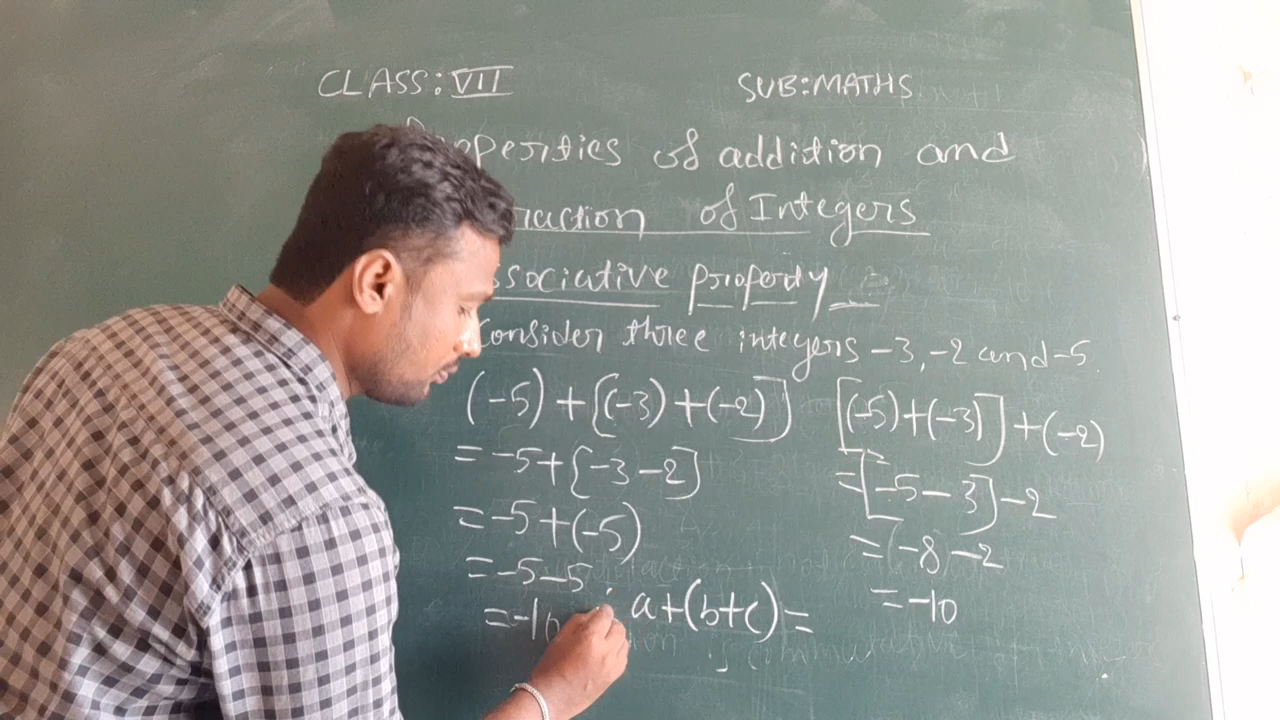 CLASS: VII SUB: MATHS
Properties of addition and
raction of Integers
ssociative property :-
Consider three integers -3, -2 and -5.
(-5) + [(-3) + (-2)] [(-5) + (-3)] + (-2)
= -5 + [-3 - 2] = [-5 - 3] - 2
= -5 + (-5) = -8 - 2
= -5 - 5 = -10
= -10 a + (b + c) =